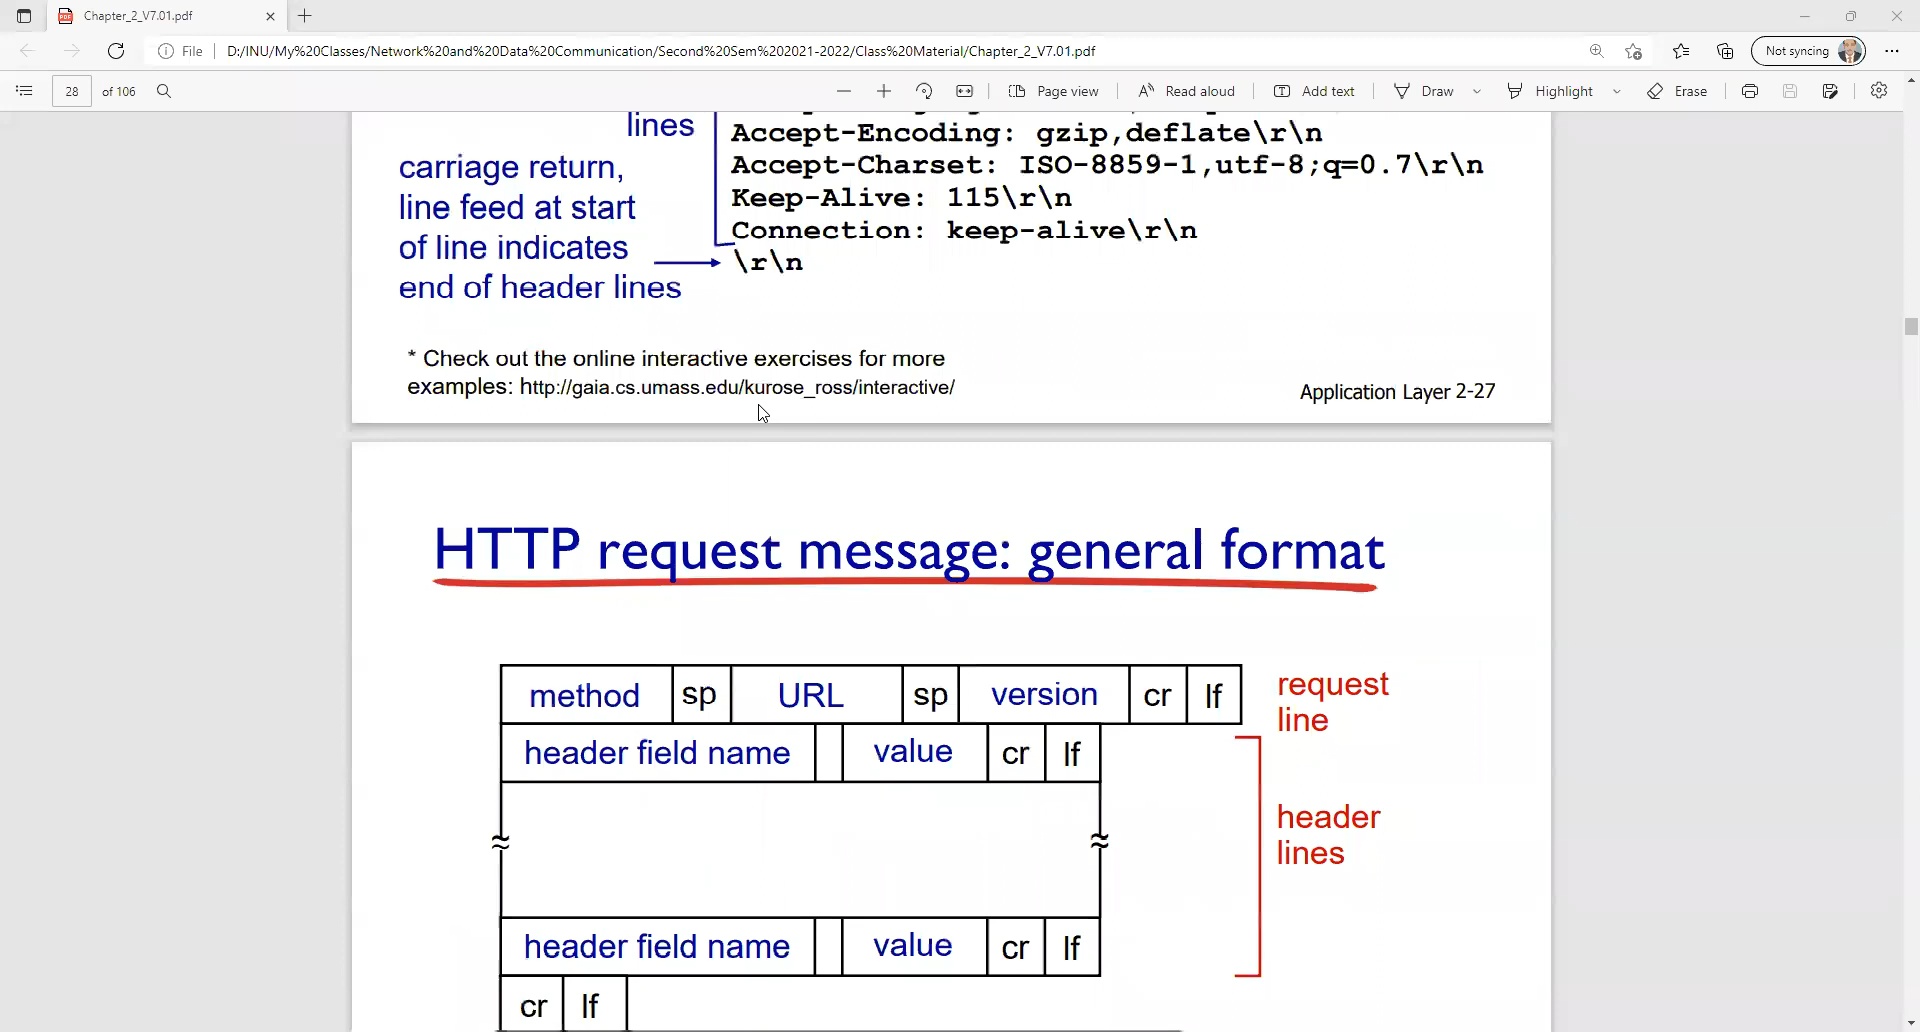 Chapter_2_V7.01.pdf
File
D:/INU/My%20Classes/Network%20and%20Data%20Communication/Second%20Sem%202021-2022/Class%20Material/Chapter_2_V7.01.pdf
Not syncing
28 of 106
Page view
Read aloud
Add text
Draw
Highlight
Erase
lines
Accept-Encoding: gzip,deflate\r\n
Accept-Charset: ISO-8859-1,utf-8;q=0.7\r\n
Keep-Alive: 115\r\n
Connection: keep-alive\r\n
\r\n
carriage return,
line feed at start
of line indicates
end of header lines
* Check out the online interactive exercises for more
examples: http://gaia.cs.umass.edu/kurose_ross/interactive/
Application Layer 2-27
HTTP request message: general format
method sp URL sp version cr lf
request
line
header field name value cr lf
header
lines
header field name value cr lf
cr lf